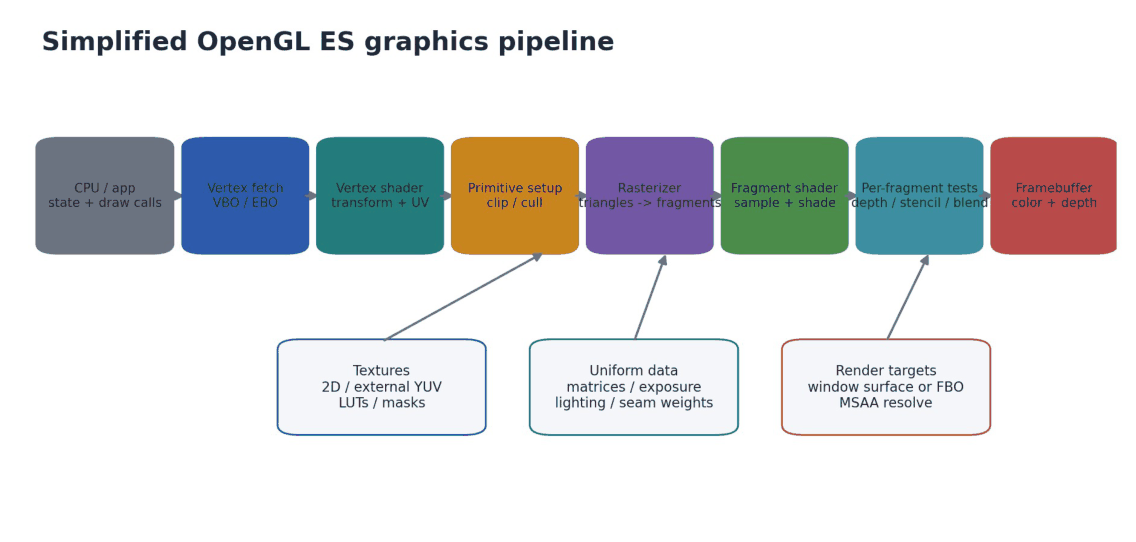 Simplified OpenGL ES graphics pipeline
CPU / app
state + draw calls
Vertex fetch
VBO / EBO
Vertex shader
transform + UV
Primitive setup
clip / cull
Rasterizer
triangles -> fragments
Fragment shader
sample + shade
Per-fragment tests
depth / stencil / blend
Framebuffer
color + depth
Textures
2D / external YUV
LUTs / masks
Uniform data
matrices / exposure
lighting / seam weights
Render targets
window surface or FBO
MSAA resolve